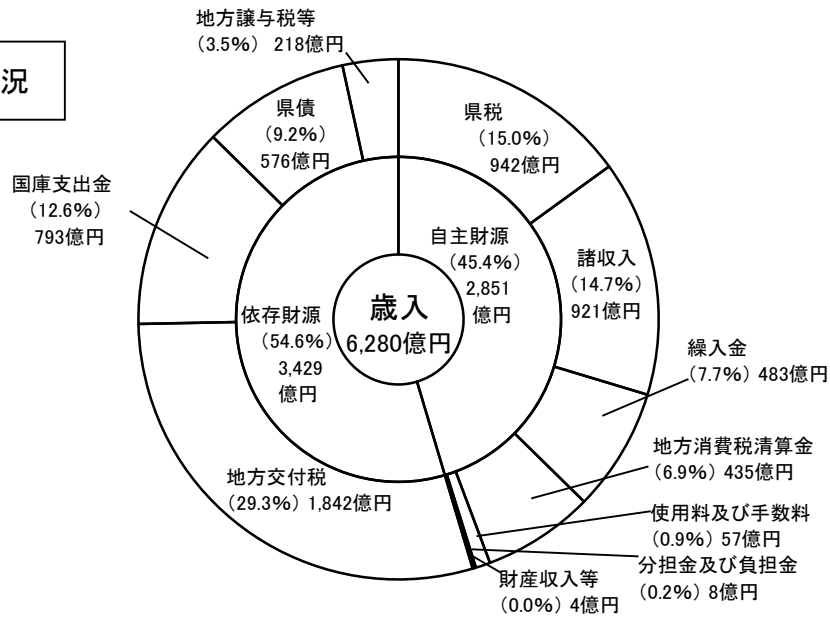 況
地方譲与税等
(3.5%) 218億円
県債
(9.2%)
576億円
県税
(15.0%)
942億円
国庫支出金
(12.6%)
793億円
自主財源
(45.4%)
2,851
億円
諸収入
(14.7%)
921億円
歳入
6,280億円
依存財源
(54.6%)
3,429
億円
繰入金
(7.7%) 483億円
地方消費税清算金
(6.9%) 435億円
地方交付税
(29.3%) 1,842億円
使用料及び手数料
(0.9%) 57億円
分担金及び負担金
(0.2%) 8億円
財産収入等
(0.0%) 4億円